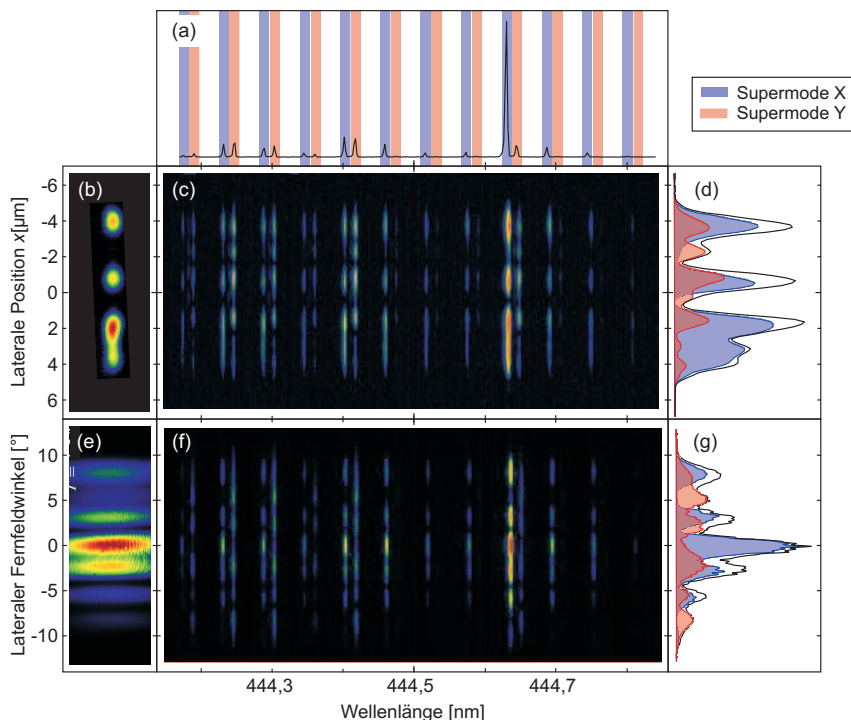 (a)
Supermode X
Supermode Y
(b)
(c)
(d)
Laterale Position x[µm]
-6
-4
-2
0
2
4
6
(e)
(f)
(g)
Lateraler Fernfeldwinkel [°]
10
5
0
-5
-10
444,3
444,5
444,7
Wellenlänge [nm]